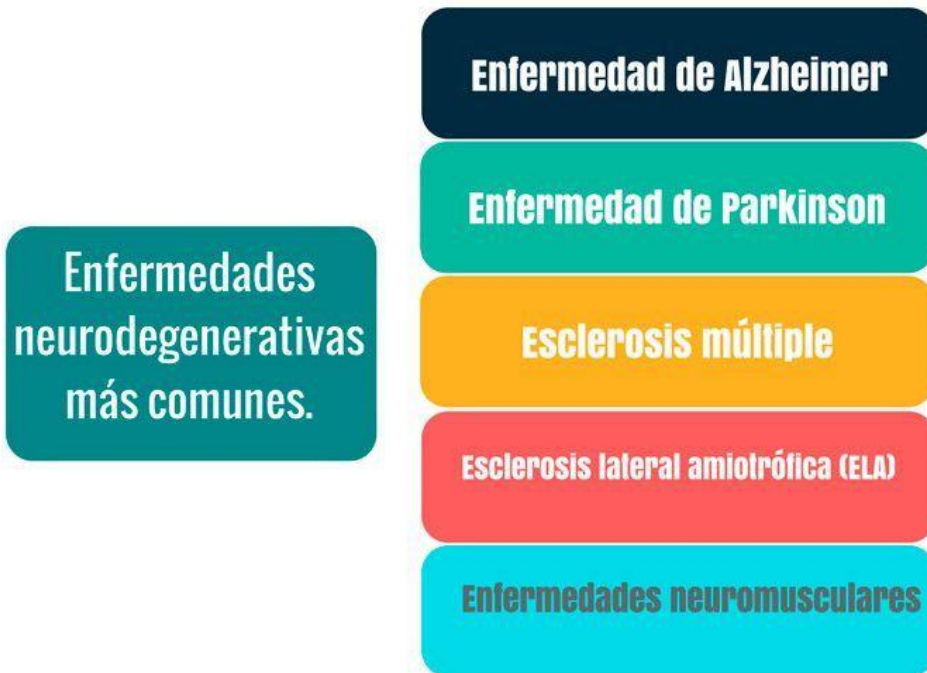 Enfermedades
neurodegenerativas
más comunes.
Enfermedad de Alzheimer
Enfermedad de Parkinson
Esclerosis múltiple
Esclerosis lateral amiotrófica (ELA)
Enfermedades neuromusculares